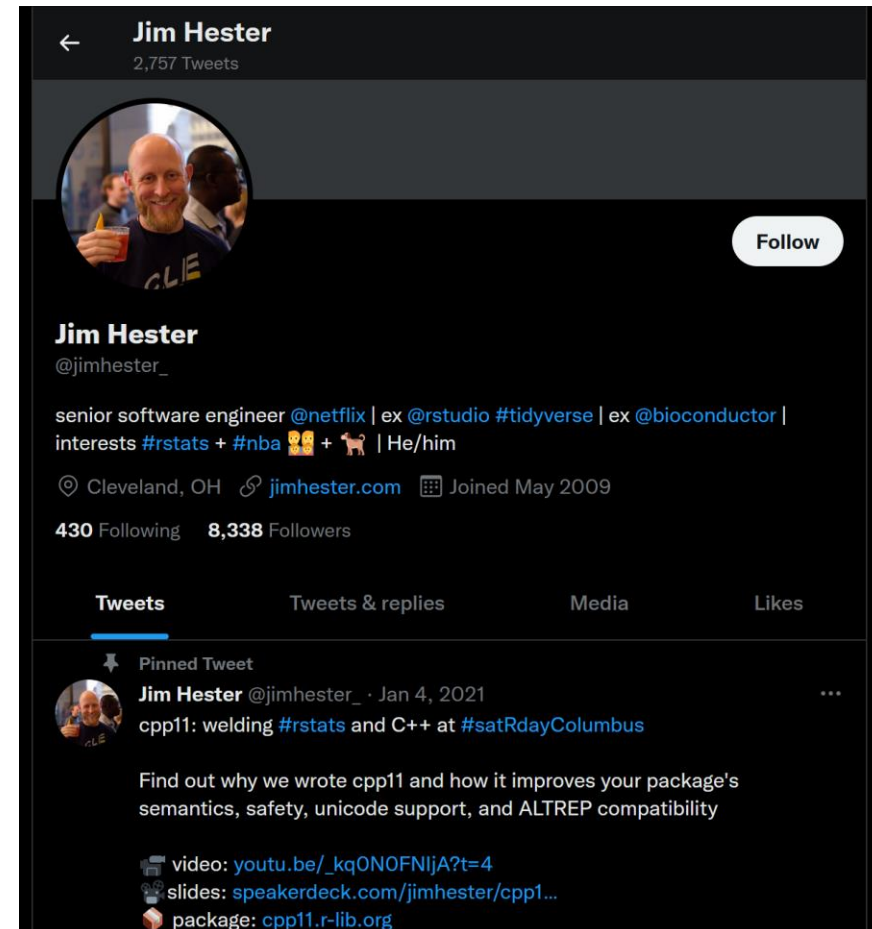 Jim Hester
2,757 Tweets
CLE
Follow
Jim Hester
@jimhester_
senior software engineer @netflix | ex @rstudio #tidyverse | ex @bioconductor |
interests #rstats + #nba 👭 + 🐕 | He/him
Cleveland, OH jimhester.com Joined May 2009
430 Following 8,338 Followers
Tweets Tweets & replies Media Likes
Pinned Tweet
Jim Hester @jimhester_ · Jan 4, 2021
cpp11: welding #rstats and C++ at #satRdayColumbus
Find out why we wrote cpp11 and how it improves your package's
semantics, safety, unicode support, and ALTREP compatibility
📹 video: youtu.be/_kq0N0FNIjA?t=4
📽 slides: speakerdeck.com/jimhester/cpp1...
📦 package: cpp11.r-lib.org